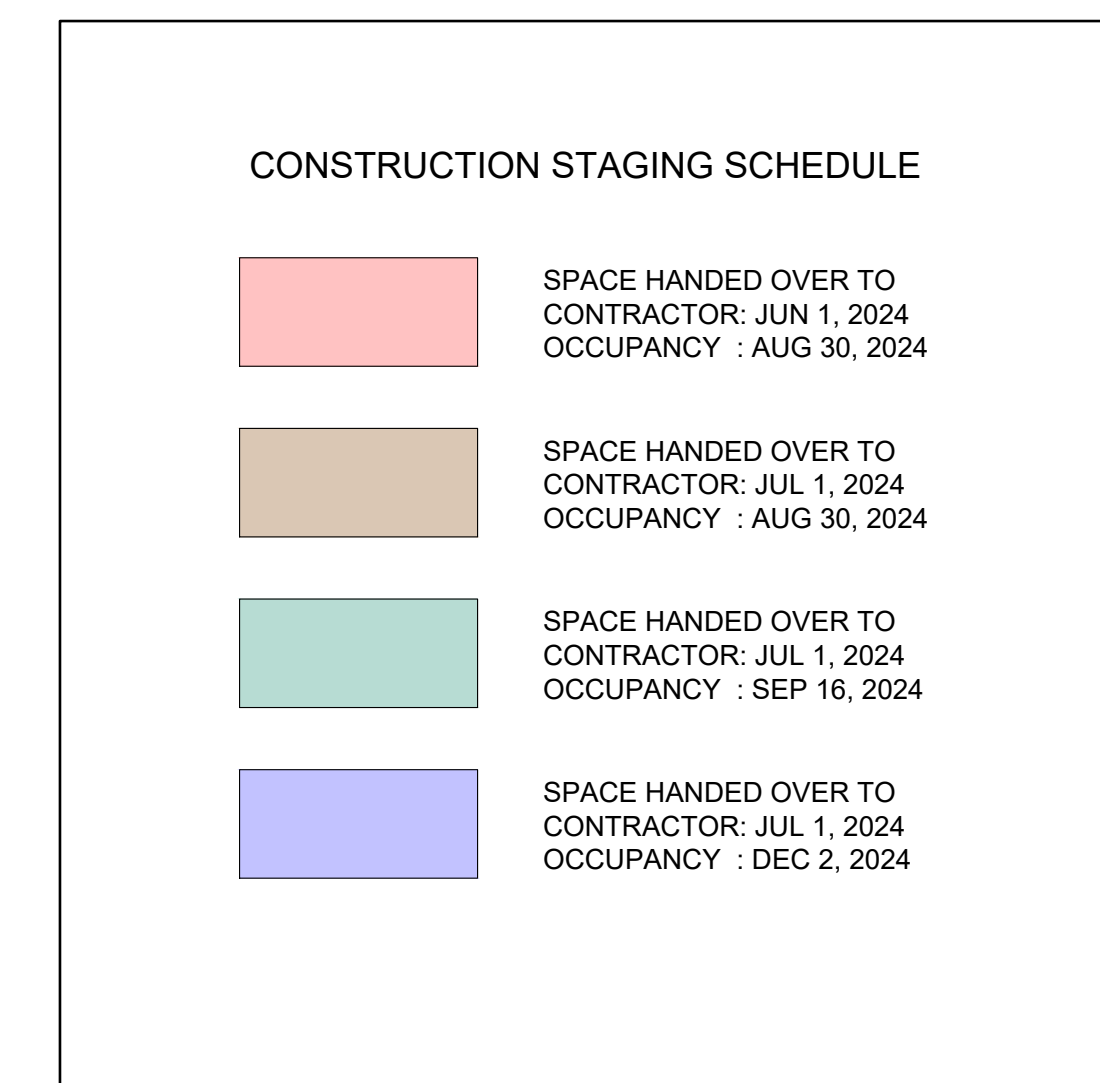 CONSTRUCTION STAGING SCHEDULE
SPACE HANDED OVER TO
CONTRACTOR: JUN 1, 2024
OCCUPANCY : AUG 30, 2024
SPACE HANDED OVER TO
CONTRACTOR: JUL 1, 2024
OCCUPANCY : AUG 30, 2024
SPACE HANDED OVER TO
CONTRACTOR: JUL 1, 2024
OCCUPANCY : SEP 16, 2024
SPACE HANDED OVER TO
CONTRACTOR: JUL 1, 2024
OCCUPANCY : DEC 2, 2024